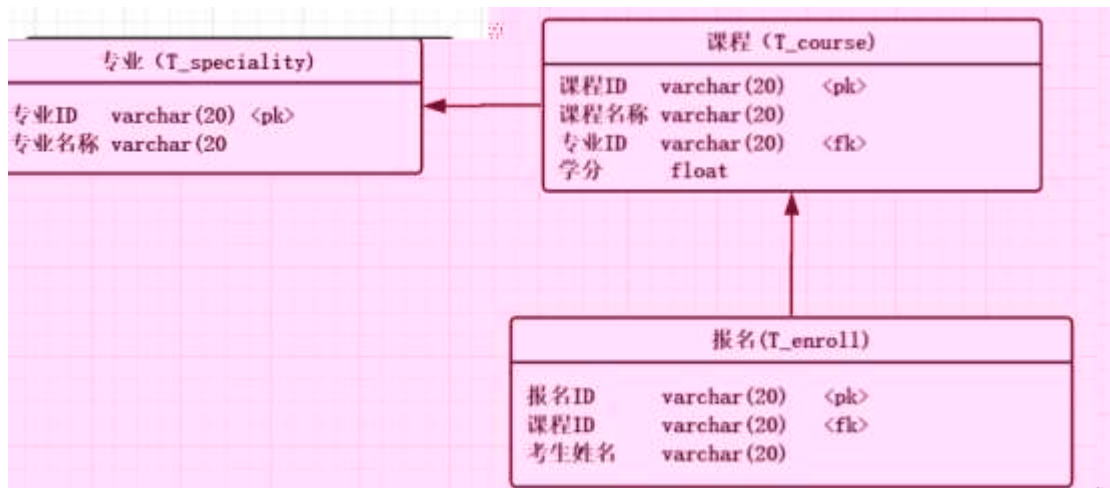 专业（T_speciality)
专业ID varchar(20) <pk>
专业名称 varchar(20
课程（T_course)
课程ID varchar(20) <pk>
课程名称 varchar(20)
专业ID varchar(20) <fk>
学分 float
报名(T_enroll)
报名ID varchar(20) <pk>
课程ID varchar(20) <fk>
考生姓名 varchar(20)